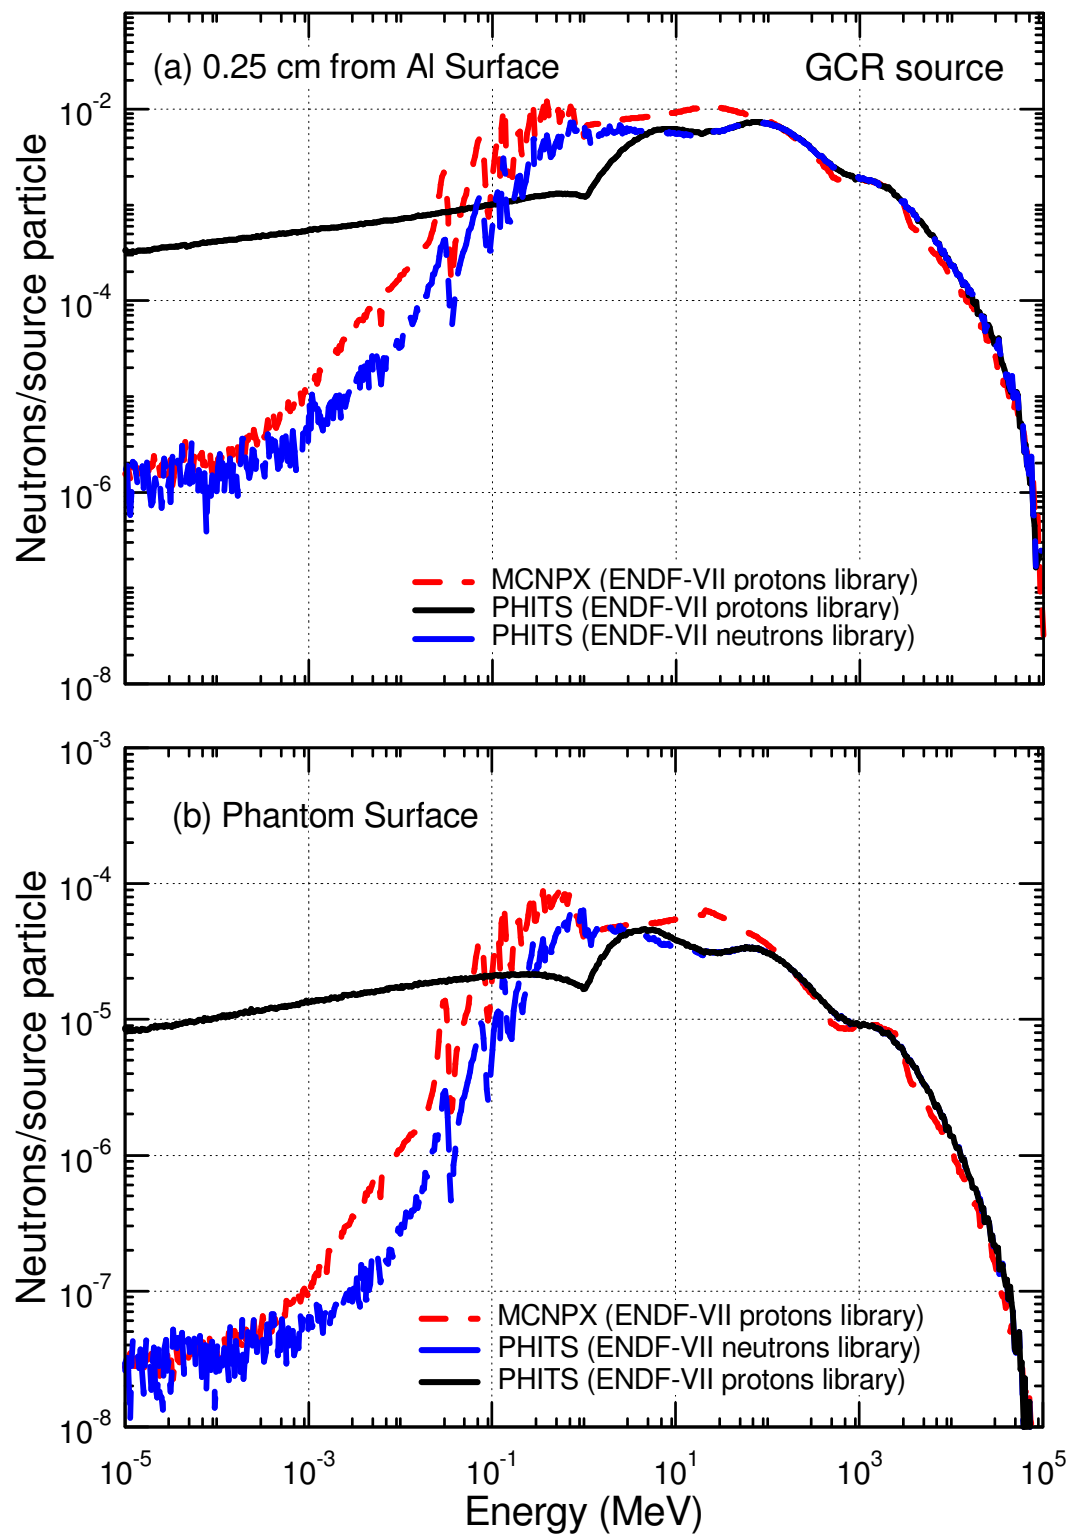 (a) 0.25 cm from Al Surface
GCR source
10-2
10-4
10-6
10-8
Neutrons/source particle
MCNPX (ENDF-VII protons library)
PHITS (ENDF-VII protons library)
PHITS (ENDF-VII neutrons library)
10-3
(b) Phantom Surface
10-4
10-5
10-6
10-7
10-8
Neutrons/source particle
MCNPX (ENDF-VII protons library)
PHITS (ENDF-VII neutrons library)
PHITS (ENDF-VII protons library)
10-5 10-3 10-1 101 103 105
Energy (MeV)